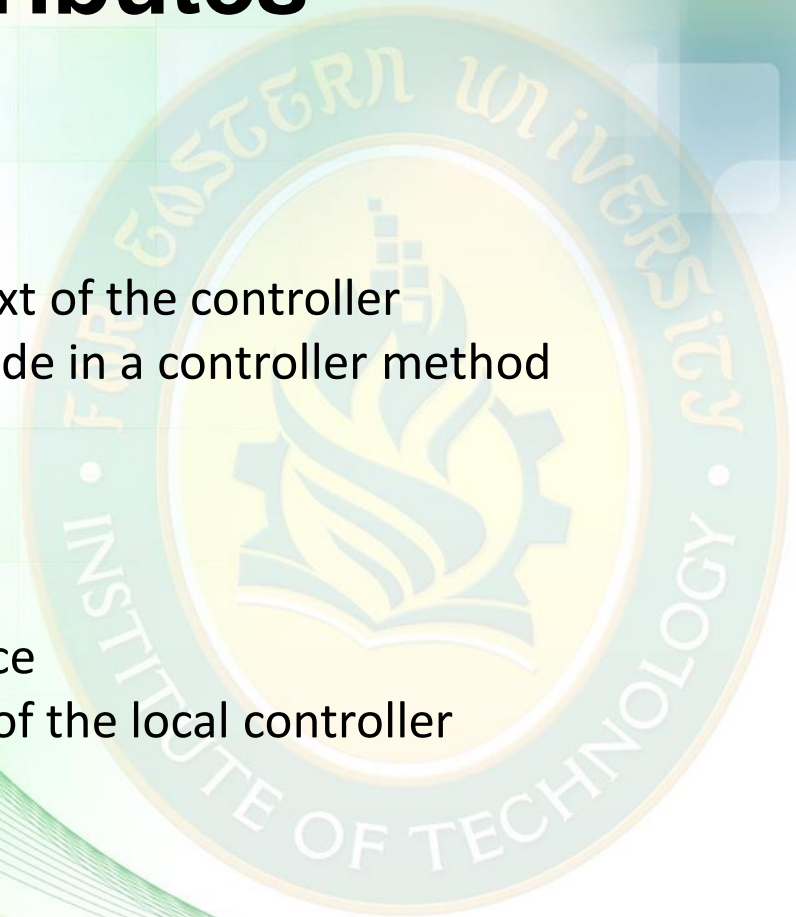 ributes
xt of the controller
de in a controller method
ce
of the local controller
FOR EASTERN UNIVERSITY
• INSTITUTE OF TECHNOLOGY •